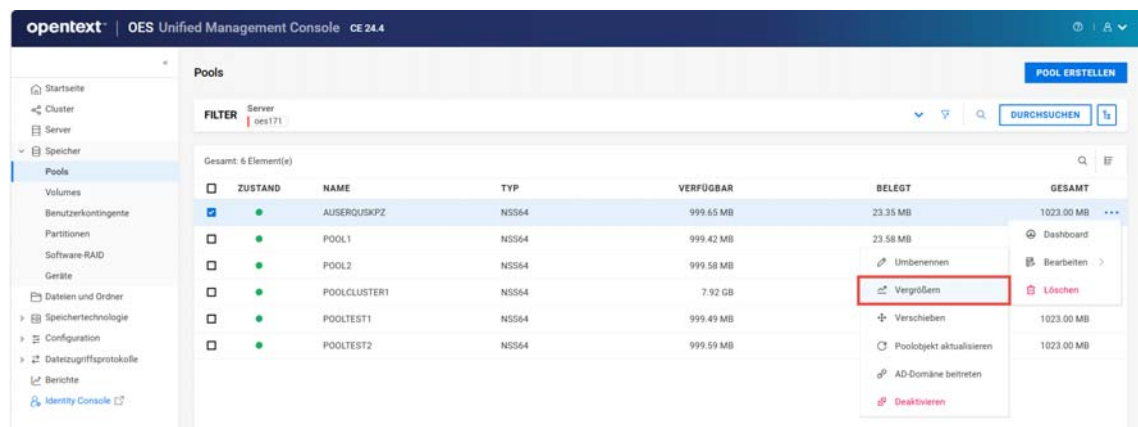 opentext™ | OES Unified Management Console CE 24.4
Startseite
Cluster
Server
Speicher
Pools
Volumes
Benutzerkontingente
Partitionen
Software-RAID
Geräte
Dateien und Ordner
Speichertechnologie
Configuration
Dateizugriffsprotokolle
Berichte
Identity Console
Pools
POOL ERSTELLEN
FILTER
Server
oes171
DURCHSUCHEN
Gesamt: 6 Element(e)
ZUSTAND NAME TYP VERFÜGBAR BELEGT GESAMT
AUSERQUSKPZ NSS64 999.65 MB 23.35 MB 1023.00 MB
POOL1 NSS64 999.42 MB 23.58 MB
POOL2 NSS64 999.58 MB
POOLCLUSTER1 NSS64 7.92 GB
POOLTEST1 NSS64 999.49 MB 1023.00 MB
POOLTEST2 NSS64 999.59 MB 1023.00 MB
Dashboard
Bearbeiten
Löschen
Umbenennen
Vergrößern
Verschieben
Poolobjekt aktualisieren
AD-Domäne beitreten
Deaktivieren